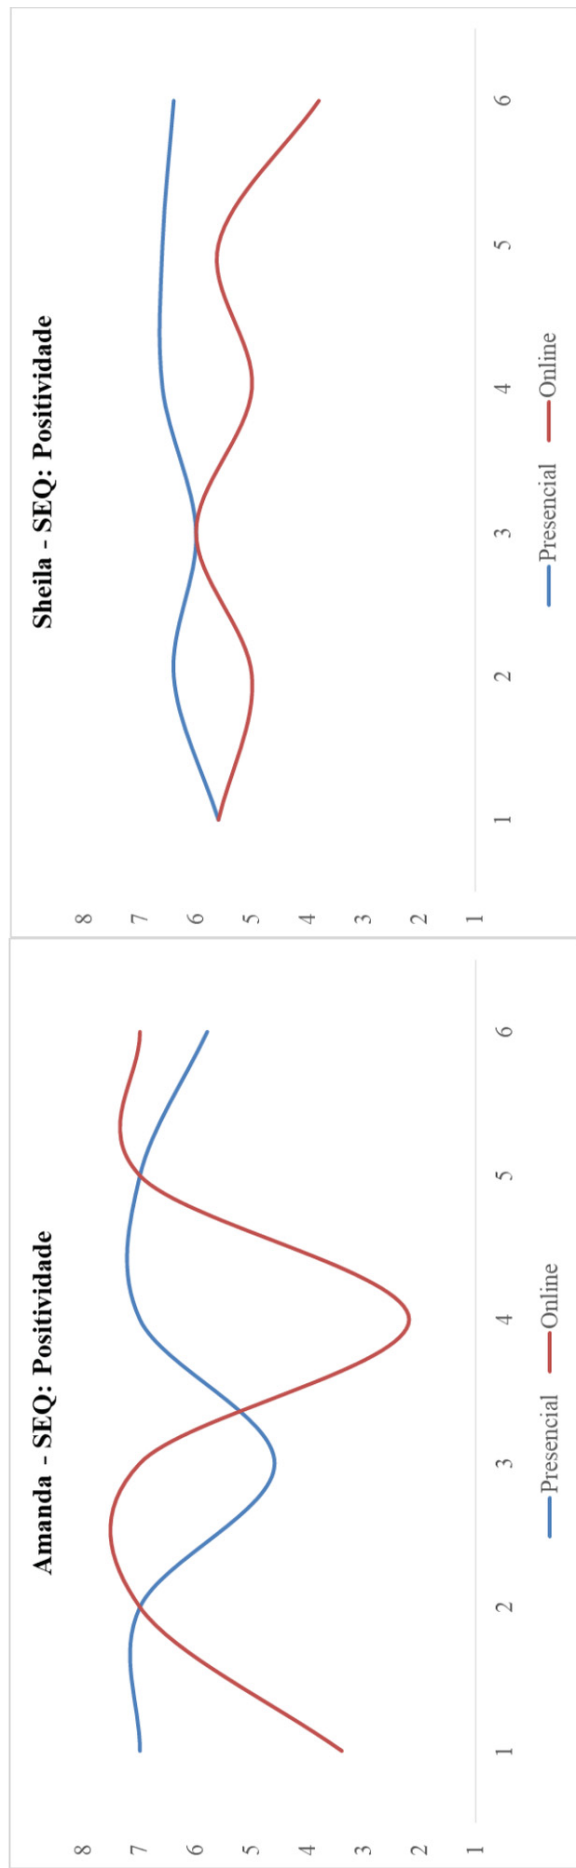 Amanda - SEQ: Positividade
8
7
6
5
4
3
2
1
1 2 3 4 5 6
Presencial Online
Sheila - SEQ: Positividade
8
7
6
5
4
3
2
1
1 2 3 4 5 6
Presencial Online